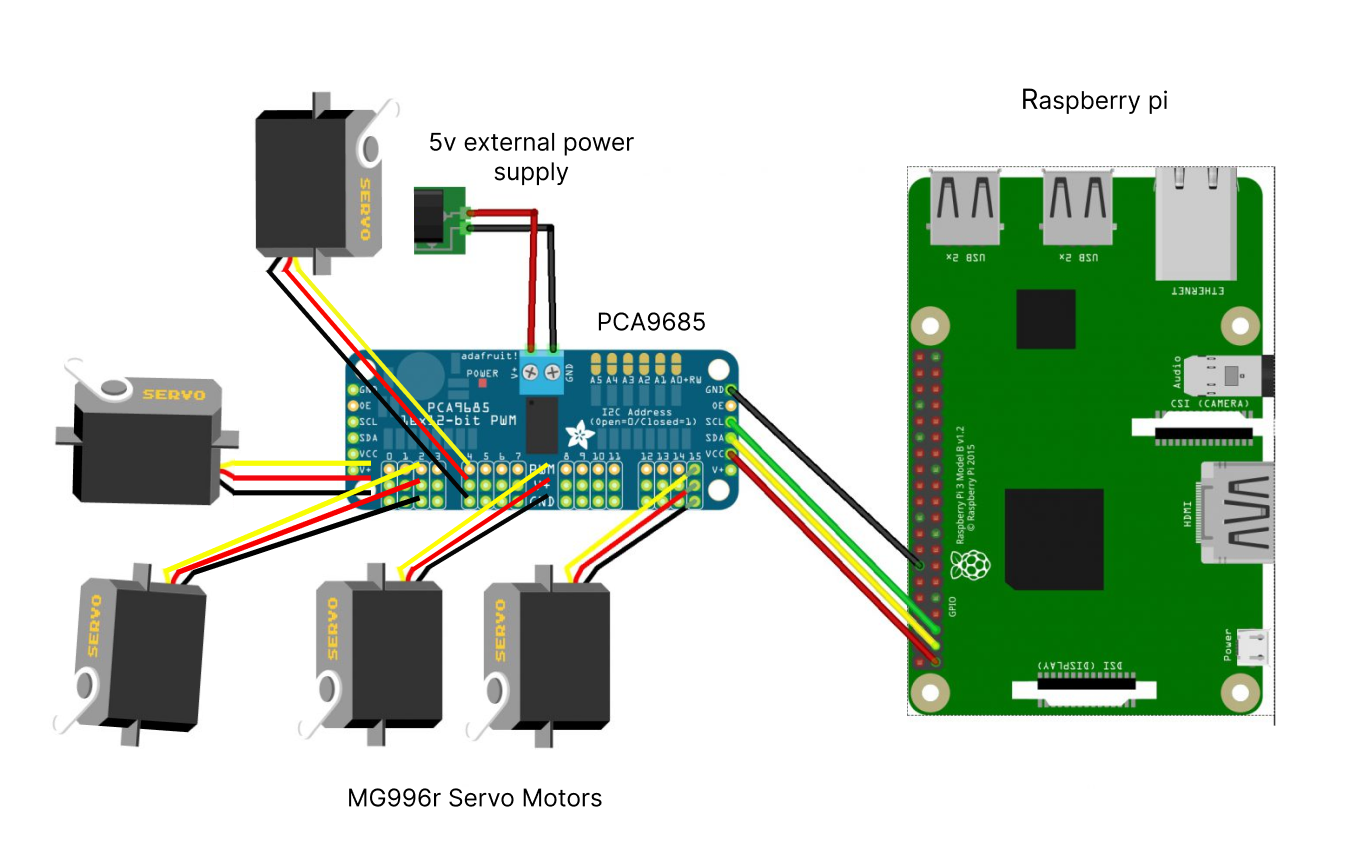 Raspberry pi
5v external power
supply
SERVO
USB 2x
USB 2x
ETHERNET
PCA9685
adafruit!
POWER
V+
GND
A5 A4 A3 A2 A1 A0+RW
PCA9685
16x12-bit PWM
I2C Address
(Open=0/Closed=1)
GND
OE
SCL
SDA
VCC
V+
GND
OE
SCL
SDA
VCC
V+
0 1 2 3 4 5 6 7 8 9 10 11 12 13 14 15
PWM
V+
GND
SERVO
Audio
CSI (CAMERA)
HDMI
Raspberry Pi 3 Model B v1.2
© Raspberry Pi 2015
GPIO
Power
DSI (DISPLAY)
SERVO
SERVO
SERVO
MG996r Servo Motors